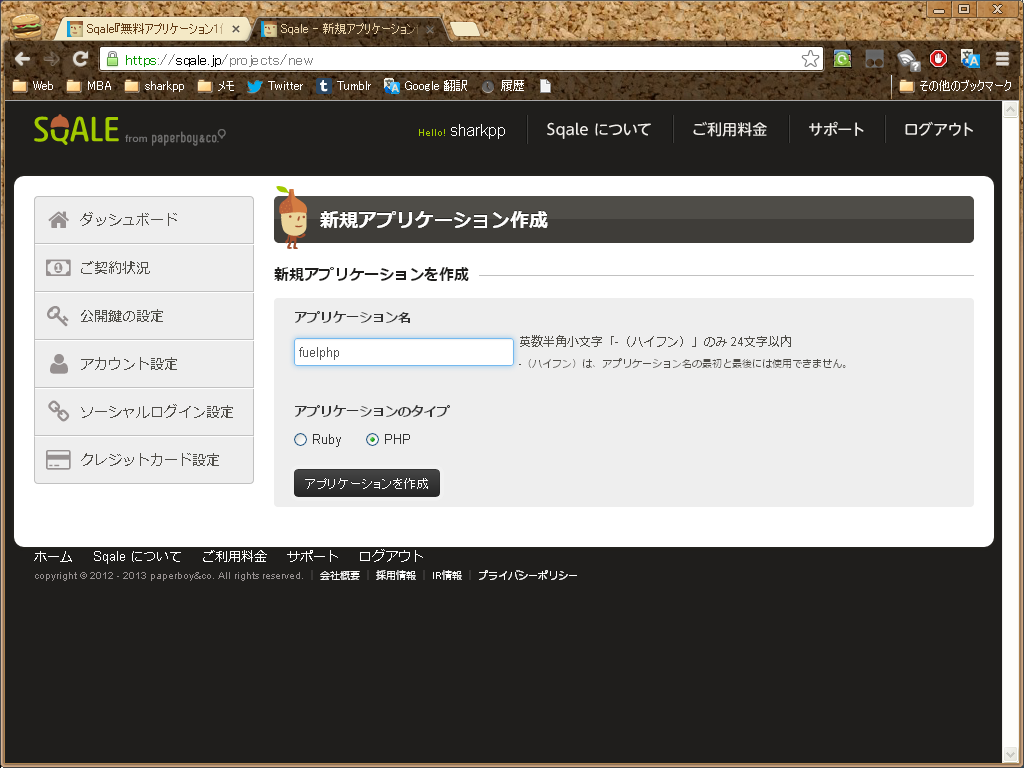 Sqale『無料アプリケーション1
Sqale - 新規アプリケーション
https://sqale.jp/projects/new
Web MBA sharkpp メモ Twitter Tumblr Google 翻訳 履歴 その他のブックマーク
SQALE from paperboy&co.
Hello! sharkpp Sqale について ご利用料金 サポート ログアウト
ダッシュボード
ご契約状況
公開鍵の設定
アカウント設定
ソーシャルログイン設定
クレジットカード設定
新規アプリケーション作成
新規アプリケーションを作成
アプリケーション名
fuelphp 英数半角小文字「-（ハイフン）」のみ 24文字以内
-（ハイフン）は、アプリケーション名の最初と最後には使用できません。
アプリケーションのタイプ
Ruby PHP
アプリケーションを作成
ホーム Sqale について ご利用料金 サポート ログアウト
copyright © 2012 - 2013 paperboy&co. All rights reserved. | 会社概要 | 採用情報 | IR情報 | プライバシーポリシー